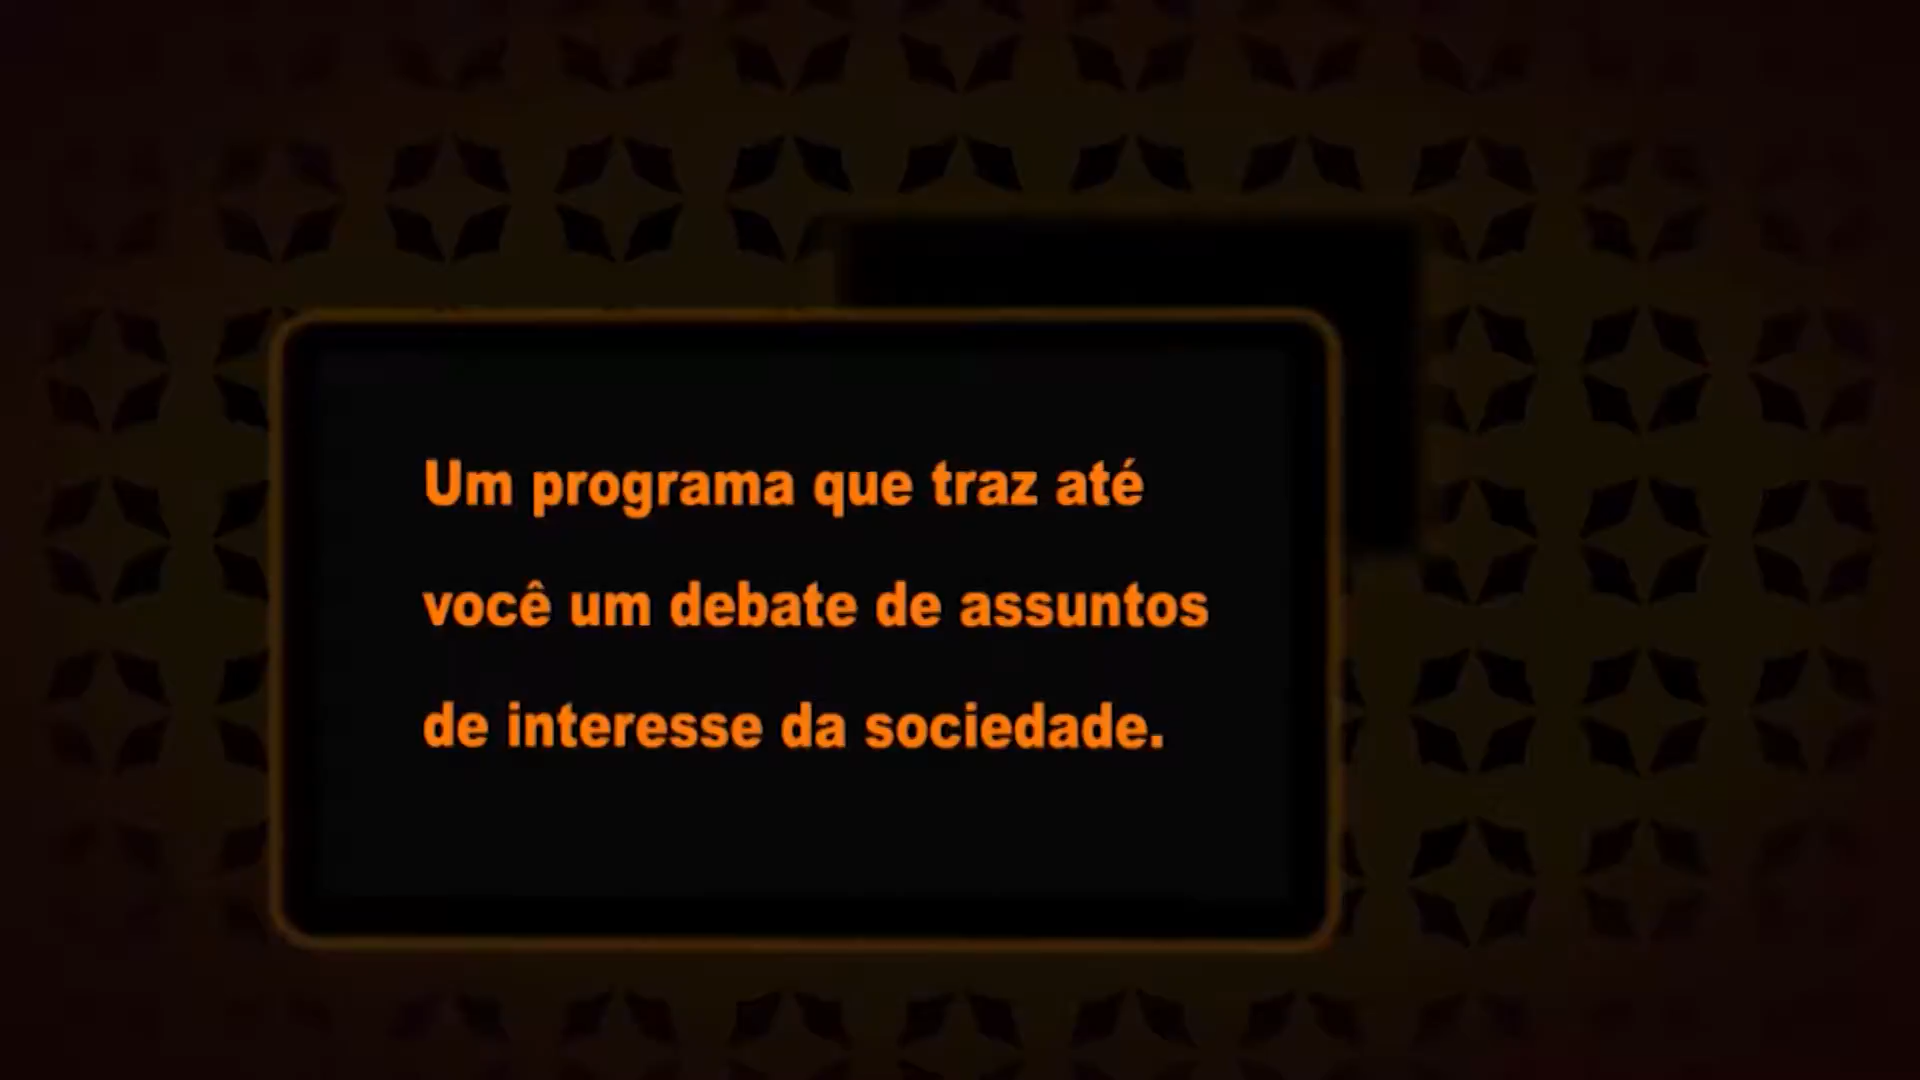 Um programa que traz até
você um debate de assuntos
de interesse da sociedade.